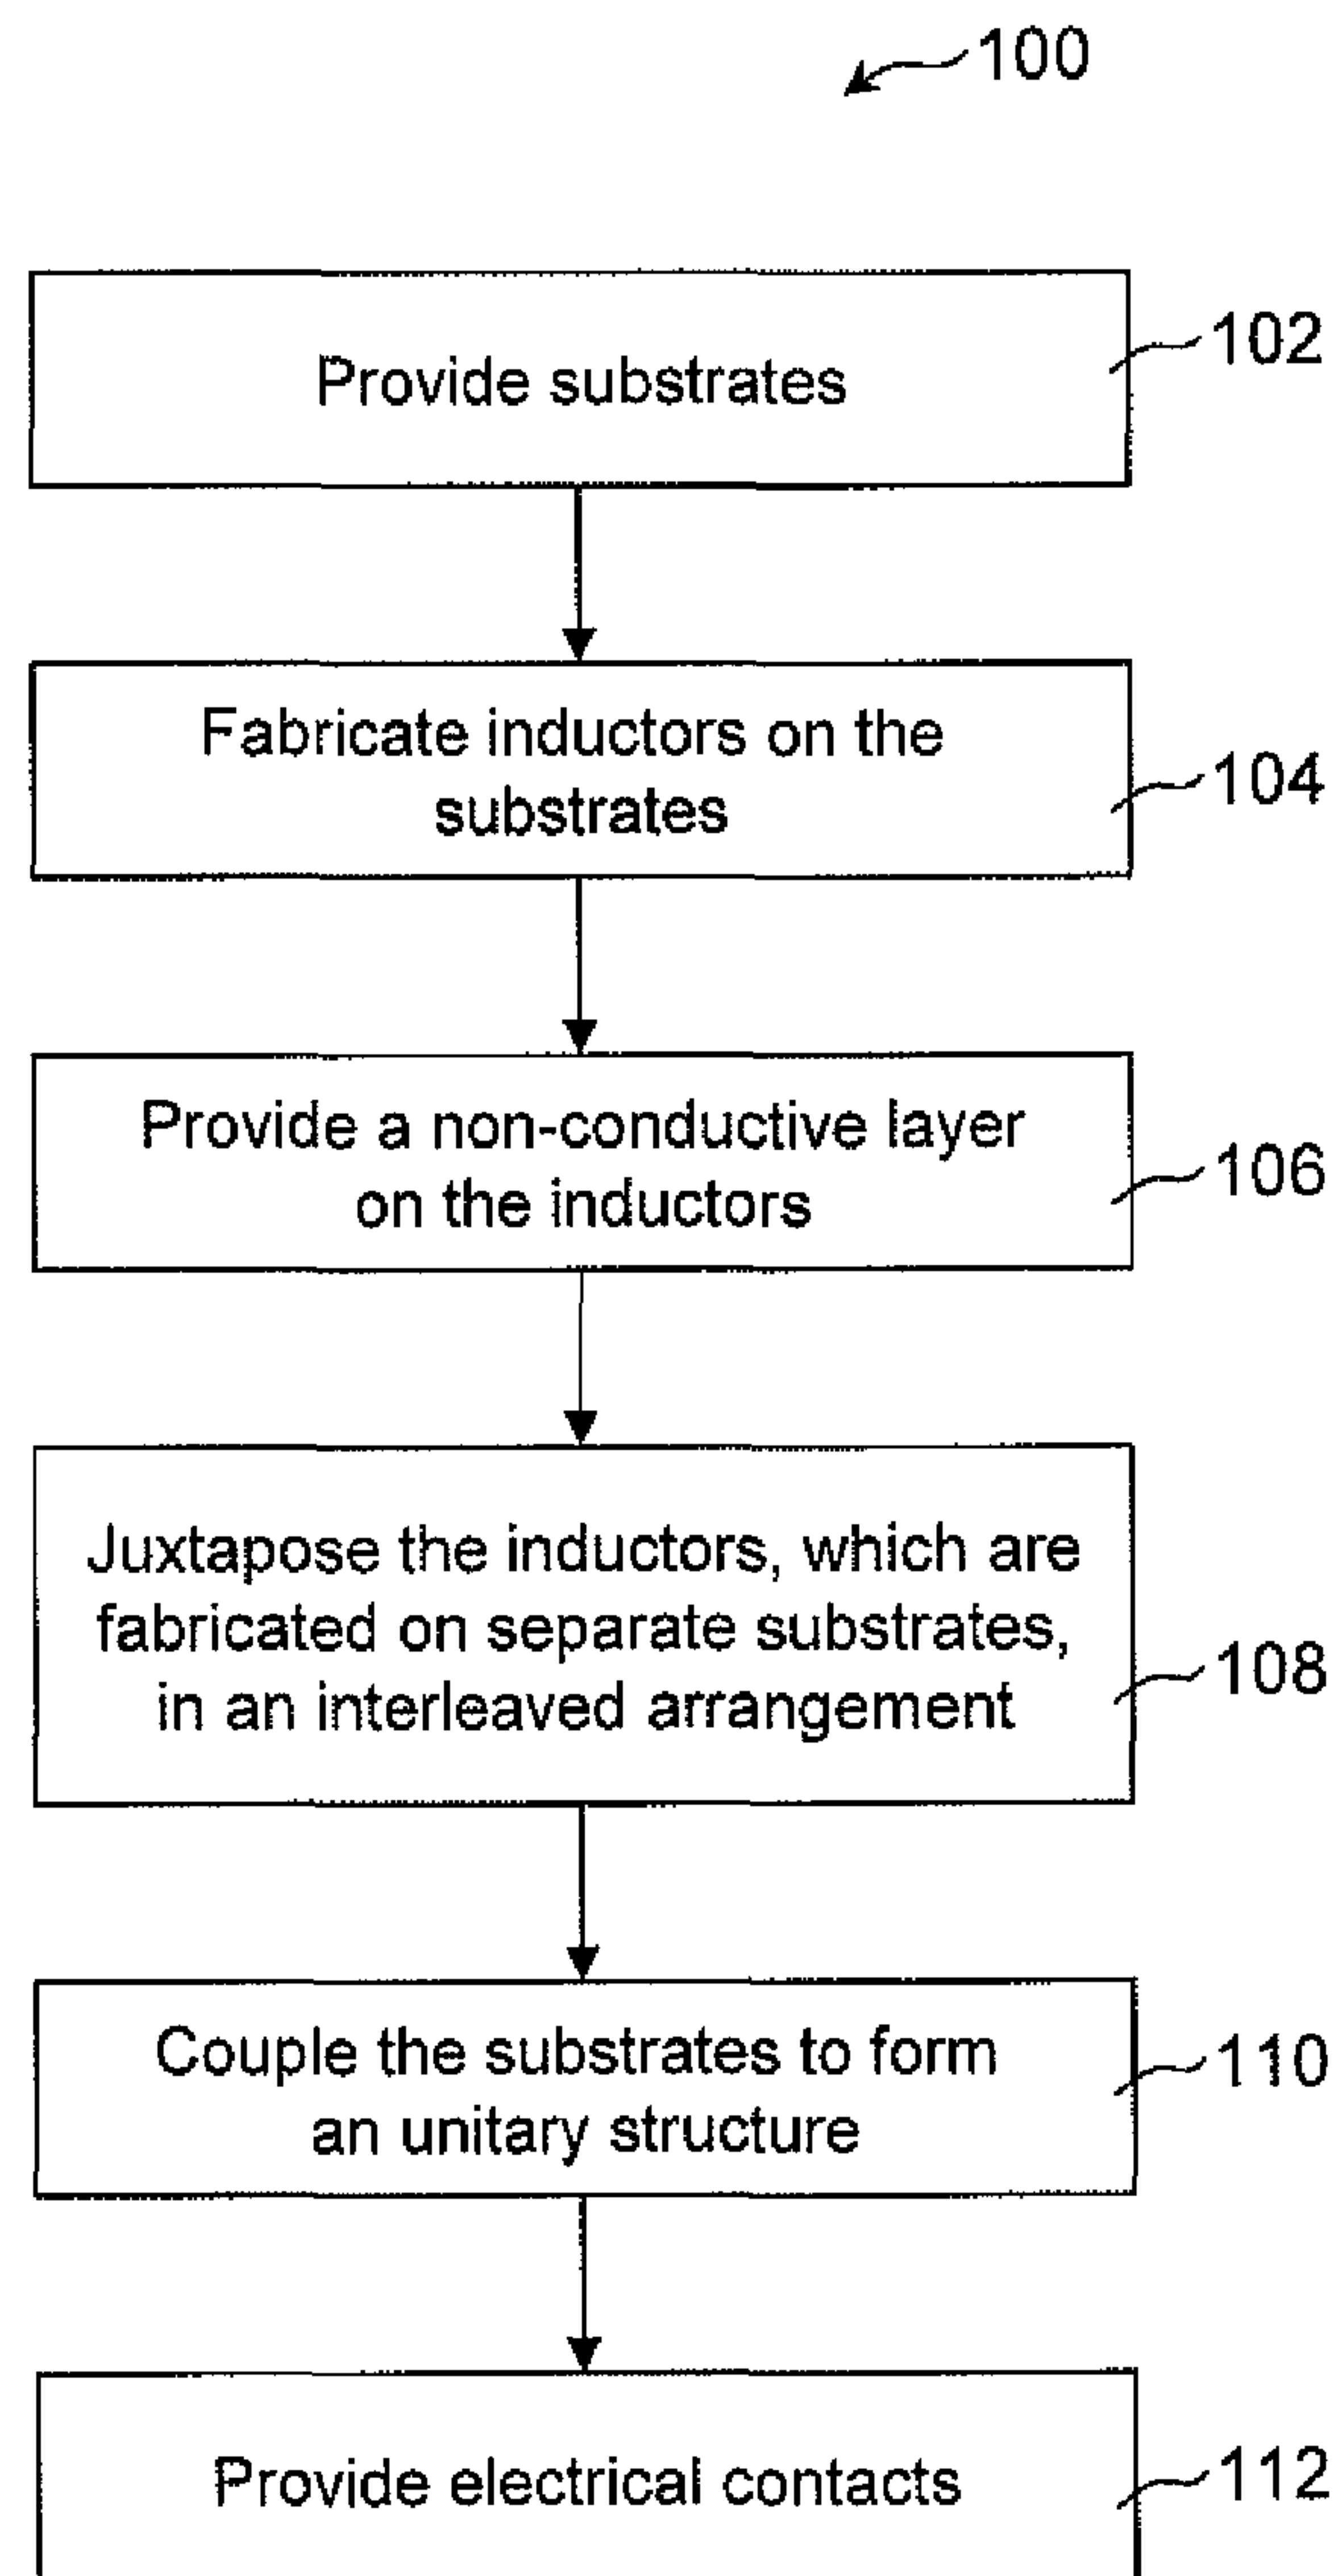 100
Provide substrates
102
Fabricate inductors on the
substrates
104
Provide a non-conductive layer
on the inductors
106
Juxtapose the inductors, which are
fabricated on separate substrates,
in an interleaved arrangement
108
Couple the substrates to form
an unitary structure
110
Provide electrical contacts
112